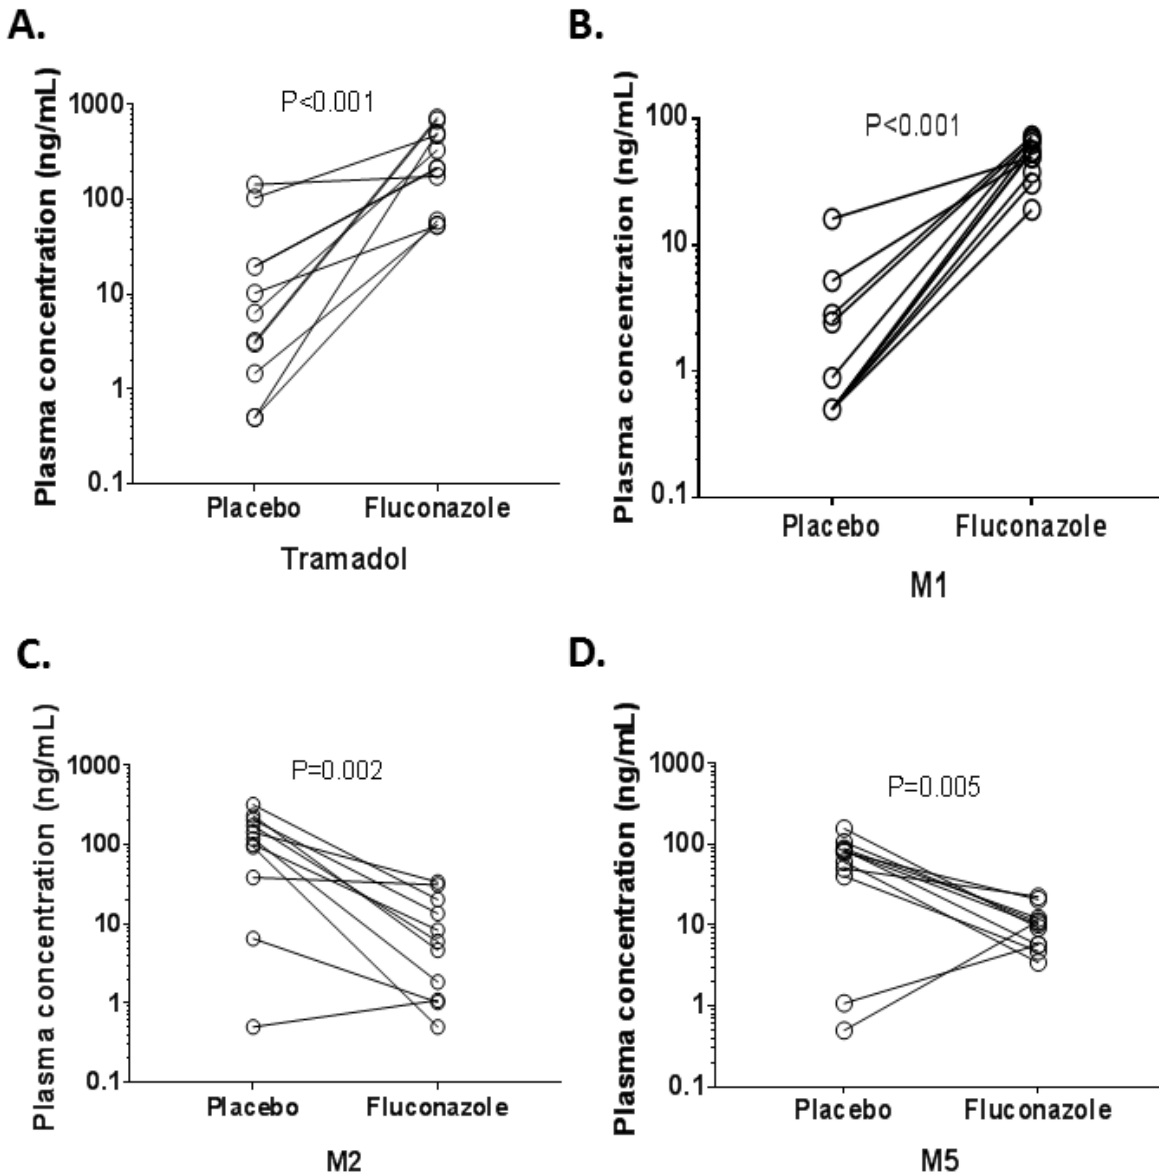 A.
Plasma concentration (ng/mL)
1000
100
10
1
0.1
P<0.001
Placebo
Fluconazole
Tramadol
B.
Plasma concentration (ng/mL)
100
10
1
0.1
P<0.001
Placebo
Fluconazole
M1
C.
Plasma concentration (ng/mL)
1000
100
10
1
0.1
P=0.002
Placebo
Fluconazole
M2
D.
Plasma concentration (ng/mL)
1000
100
10
1
0.1
P=0.005
Placebo
Fluconazole
M5